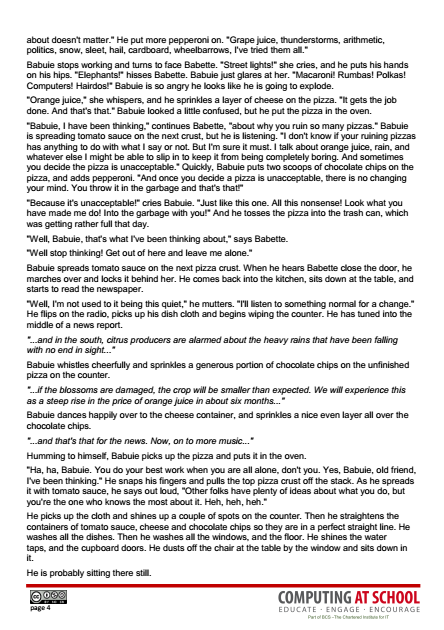 about doesn't matter." He put more pepperoni on. "Grape juice, thunderstorms, arithmetic,
politics, snow, sleet, hail, cardboard, wheelbarrows, I've tried them all."
Babuie stops working and turns to face Babette. "Street lights!" she cries, and he puts his hands
on his hips. "Elephants!" hisses Babette. Babuie just glares at her. "Macaroni! Rumbas! Polkas!
Computers! Hairdos!" Babuie is so angry he looks like he is going to explode.
"Orange juice," she whispers, and he sprinkles a layer of cheese on the pizza. "It gets the job
done. And that's that." Babuie looked a little confused, but he put the pizza in the oven.
"Babuie, I have been thinking," continues Babette, "about why you ruin so many pizzas." Babuie
is spreading tomato sauce on the next crust, but he is listening. "I don't know if your ruining pizzas
has anything to do with what I say or not. But I'm sure it must. I talk about orange juice, rain, and
whatever else I might be able to slip in to keep it from being completely boring. And sometimes
you decide the pizza is unacceptable." Quickly, Babuie puts two scoops of chocolate chips on the
pizza, and adds pepperoni. "And once you decide a pizza is unacceptable, there is no changing
your mind. You throw it in the garbage and that's that!"
"Because it's unacceptable!" cries Babuie. "Just like this one. All this nonsense! Look what you
have made me do! Into the garbage with you!" And he tosses the pizza into the trash can, which
was getting rather full that day.
"Well, Babuie, that's what I've been thinking about," says Babette.
"Well stop thinking! Get out of here and leave me alone."
Babuie spreads tomato sauce on the next pizza crust. When he hears Babette close the door, he
marches over and locks it behind her. He comes back into the kitchen, sits down at the table, and
starts to read the newspaper.
"Well, I'm not used to it being this quiet," he mutters. "I'll listen to something normal for a change."
He flips on the radio, picks up his dish cloth and begins wiping the counter. He has tuned into the
middle of a news report.
"...and in the south, citrus producers are alarmed about the heavy rains that have been falling
with no end in sight..."
Babuie whistles cheerfully and sprinkles a generous portion of chocolate chips on the unfinished
pizza on the counter.
"...if the blossoms are damaged, the crop will be smaller than expected. We will experience this
as a steep rise in the price of orange juice in about six months..."
Babuie dances happily over to the cheese container, and sprinkles a nice even layer all over the
chocolate chips.
"...and that's that for the news. Now, on to more music..."
Humming to himself, Babuie picks up the pizza and puts it in the oven.
"Ha, ha, Babuie. You do your best work when you are all alone, don't you. Yes, Babuie, old friend,
I've been thinking." He snaps his fingers and pulls the top pizza crust off the stack. As he spreads
it with tomato sauce, he says out loud, "Other folks have plenty of ideas about what you do, but
you're the one who knows the most about it. Heh, heh, heh."
He picks up the cloth and shines up a couple of spots on the counter. Then he straightens the
containers of tomato sauce, cheese and chocolate chips so they are in a perfect straight line. He
washes all the dishes. Then he washes all the windows, and the floor. He shines the water
taps, and the cupboard doors. He dusts off the chair at the table by the window and sits down in
it.
He is probably sitting there still.
page 4
COMPUTING AT SCHOOL
EDUCATE · ENGAGE · ENCOURAGE
Part of BCS - The Chartered Institute for IT